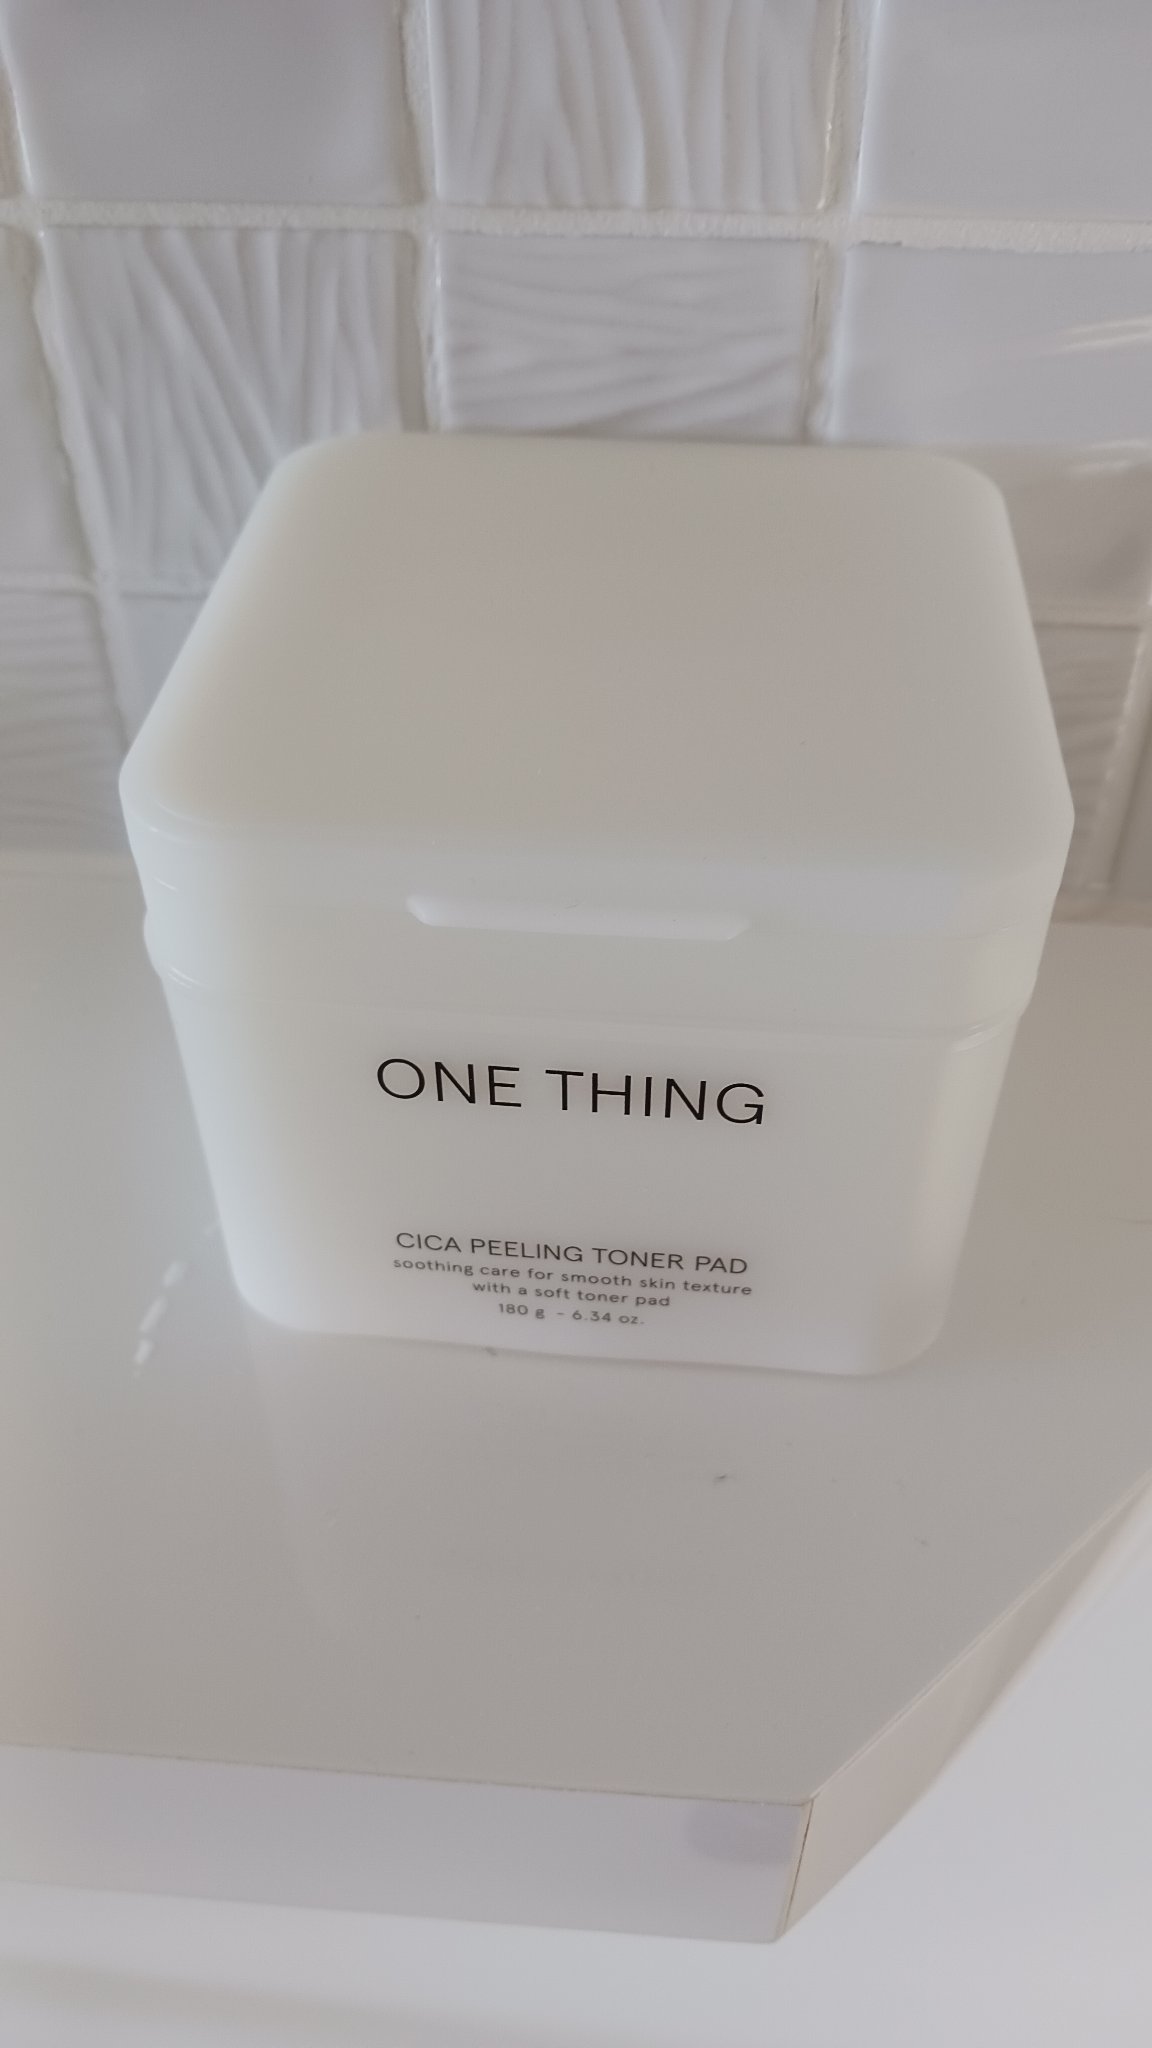 ONE THING
CICA PEELING TONER PAD
soothing care for smooth skin texture
with a soft toner pad
180 g - 6.34 oz.